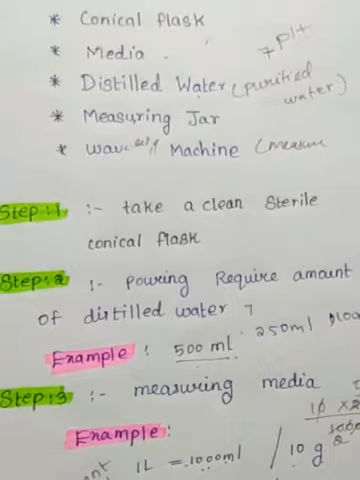 * Conical flask
* Media.
7 pH
* Distilled Water (purified water)
* Measuring Jar
* Machine (Measure
Step:1 :- take a clean Sterile
conical flask
Step:2 :- pouring Require amount
of distilled water 7
Example : 500 ml 250ml
Step:3 :- measuring media
Example:
1L = 1000ml / 10 g